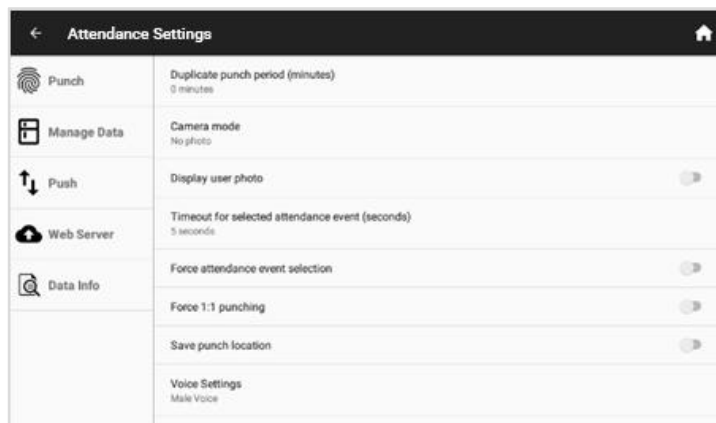 Attendance Settings
Punch
Manage Data
Push
Web Server
Data Info
Duplicate punch period (minutes)
0 minutes
Camera mode
No photo
Display user photo
Timeout for selected attendance event (seconds)
5 seconds
Force attendance event selection
Force 1:1 punching
Save punch location
Voice Settings
Male Voice